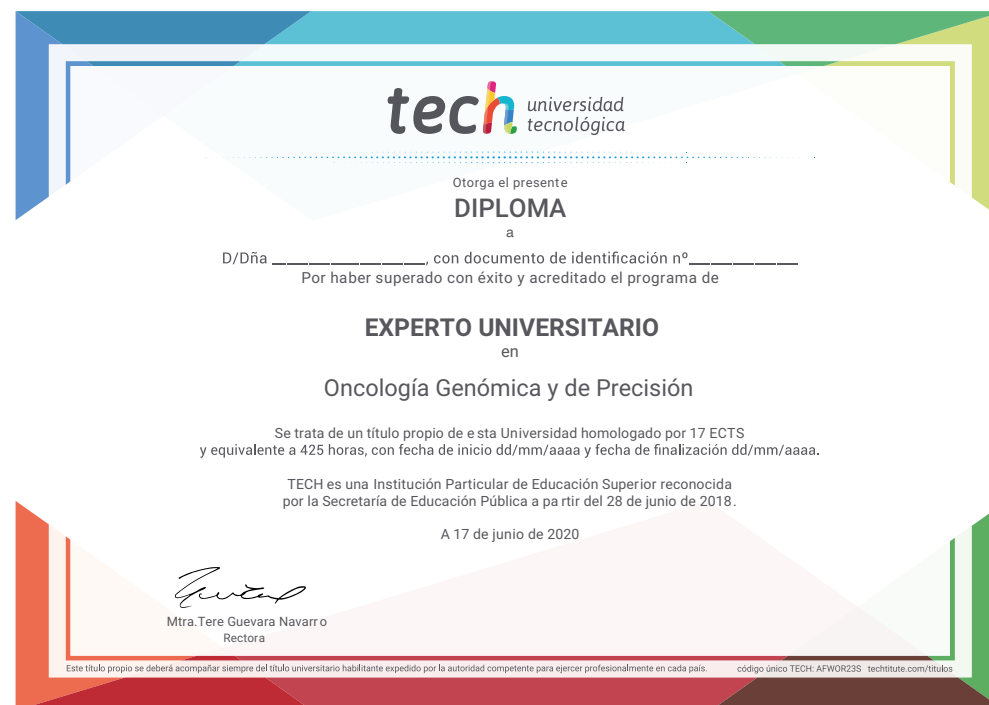 tech universidad
tecnológica
Otorga el presente
DIPLOMA
a
D/Dña ____________________, con documento de identificación nº______________
Por haber superado con éxito y acreditado el programa de
EXPERTO UNIVERSITARIO
en
Oncología Genómica y de Precisión
Se trata de un título propio de esta Universidad homologado por 17 ECTS
y equivalente a 425 horas, con fecha de inicio dd/mm/aaaa y fecha de finalización dd/mm/aaaa.
TECH es una Institución Particular de Educación Superior reconocida
por la Secretaría de Educación Pública a partir del 28 de junio de 2018.
A 17 de junio de 2020
Mtra.Tere Guevara Navarro
Rectora
Este título propio se deberá acompañar siempre del título universitario habilitante expedido por la autoridad competente para ejercer profesionalmente en cada país. código único TECH: AFWOR23S techtitute.com/titulos